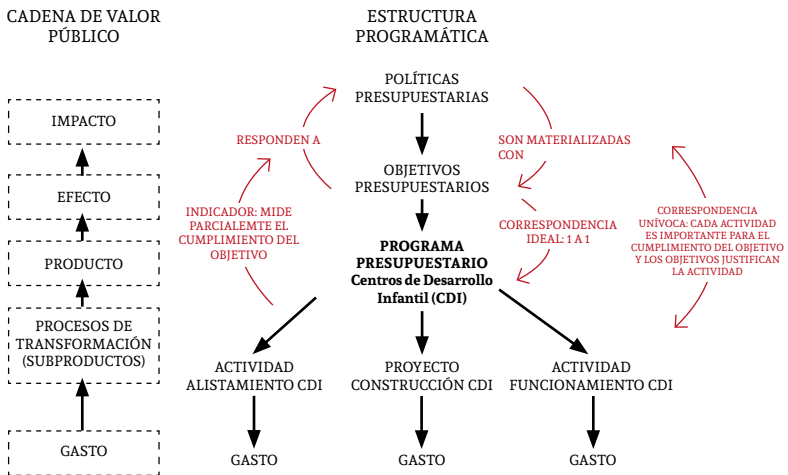 CADENA DE VALOR
PÚBLICO
IMPACTO
EFECTO
PRODUCTO
PROCESOS DE
TRANSFORMACIÓN
(SUBPRODUCTOS)
GASTO
ESTRUCTURA
PROGRAMÁTICA
POLÍTICAS
PRESUPUESTARIAS
RESPONDEN A
SON MATERIALIZADAS
CON
OBJETIVOS
PRESUPUESTARIOS
INDICADOR: MIDE
PARCIALEMTE EL
CUMPLIMIENTO DEL
OBJETIVO
CORRESPONDENCIA
IDEAL: 1 A 1
CORRESPONDENCIA
UNÍVOCA: CADA ACTIVIDAD
ES IMPORTANTE PARA EL
CUMPLIMIENTO DEL OBJETIVO
Y LOS OBJETIVOS JUSTIFICAN
LA ACTIVIDAD
PROGRAMA
PRESUPUESTARIO
Centros de Desarrollo
Infantil (CDI)
ACTIVIDAD
ALISTAMIENTO CDI
PROYECTO
CONSTRUCCIÓN CDI
ACTIVIDAD
FUNCIONAMIENTO CDI
GASTO
GASTO
GASTO